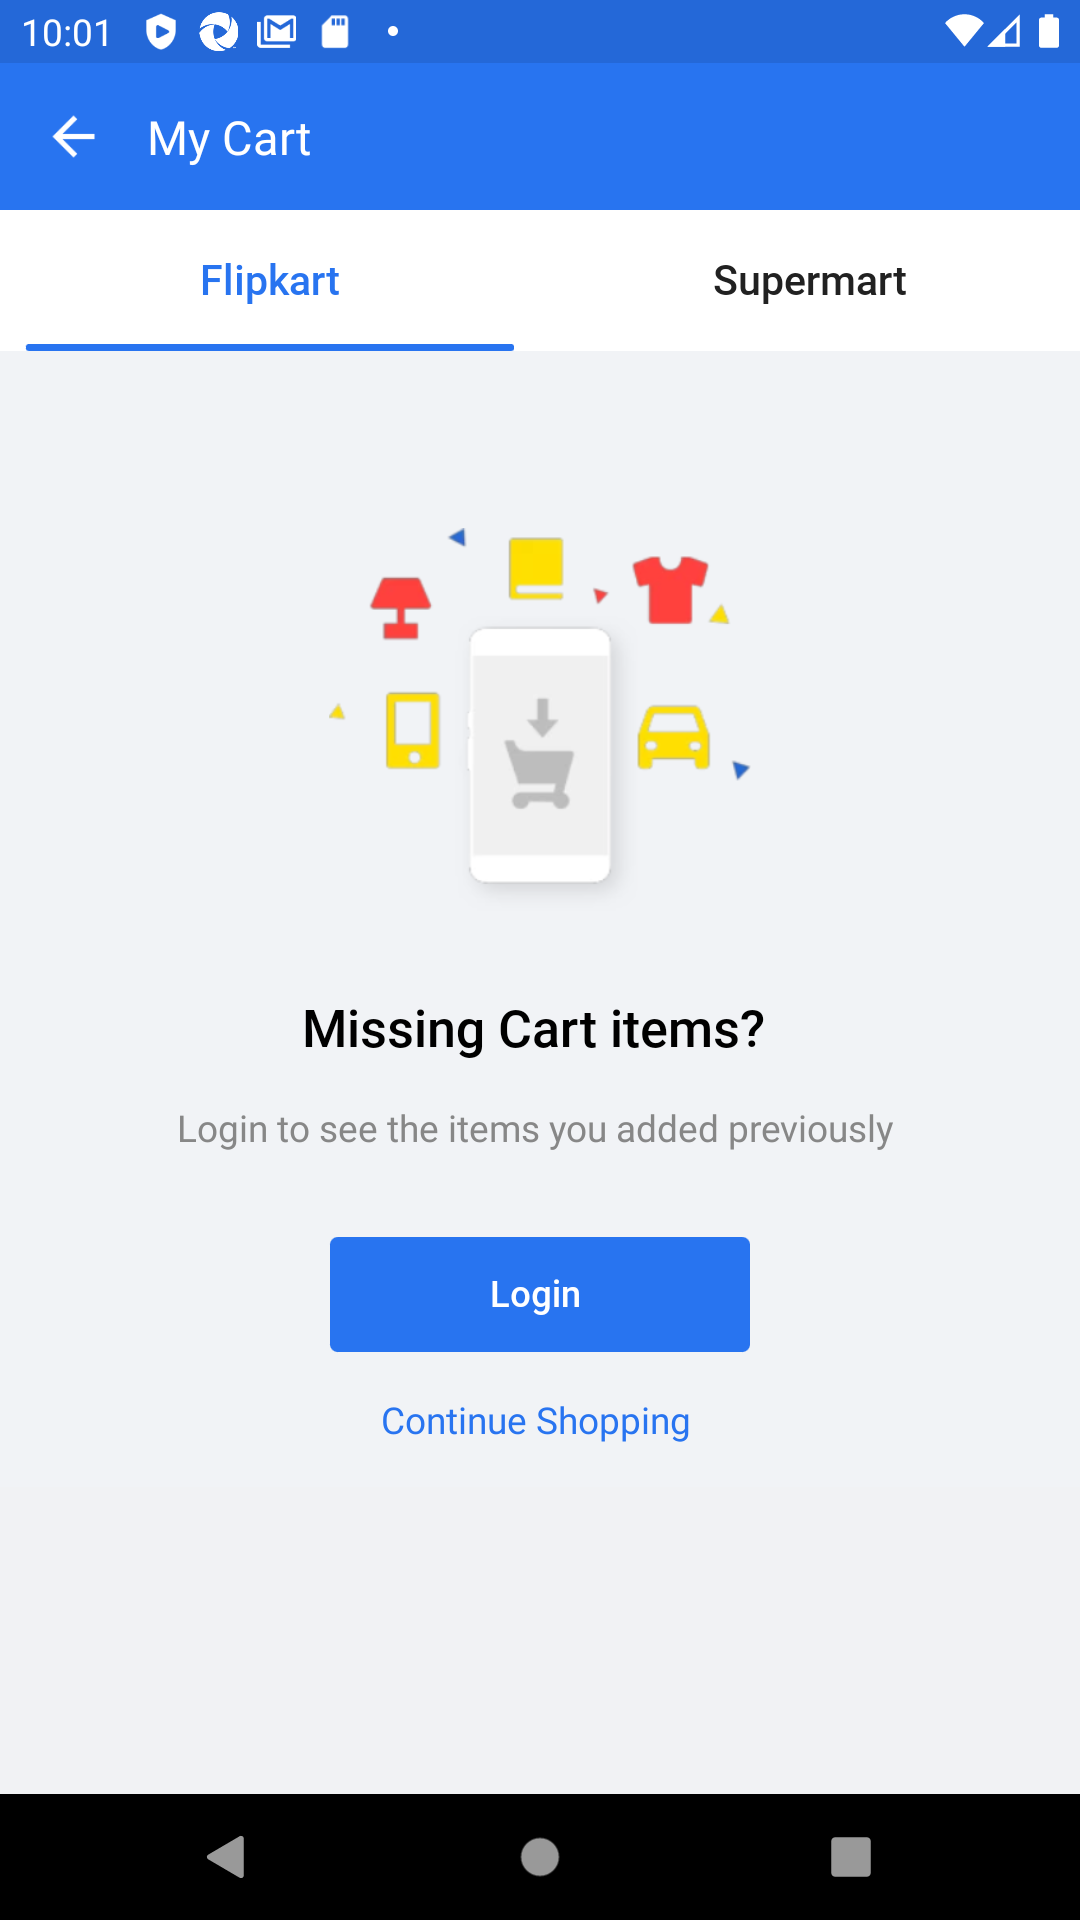 10:01
My Cart
Flipkart
Supermart
Missing Cart items?
Login to see the items you added previously
Login
Continue Shopping